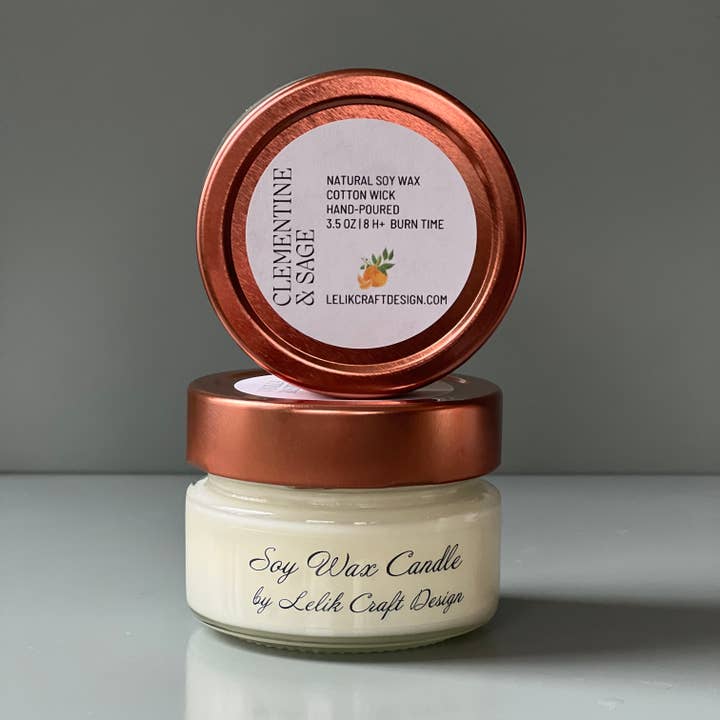 CLEMENTINE
& SAGE
NATURAL SOY WAX
COTTON WICK
HAND-POURED
3.5 OZ | 8 H+ BURN TIME
LELIKCRAFTDESIGN.COM
Soy Wax Candle
by Lelik Craft Design